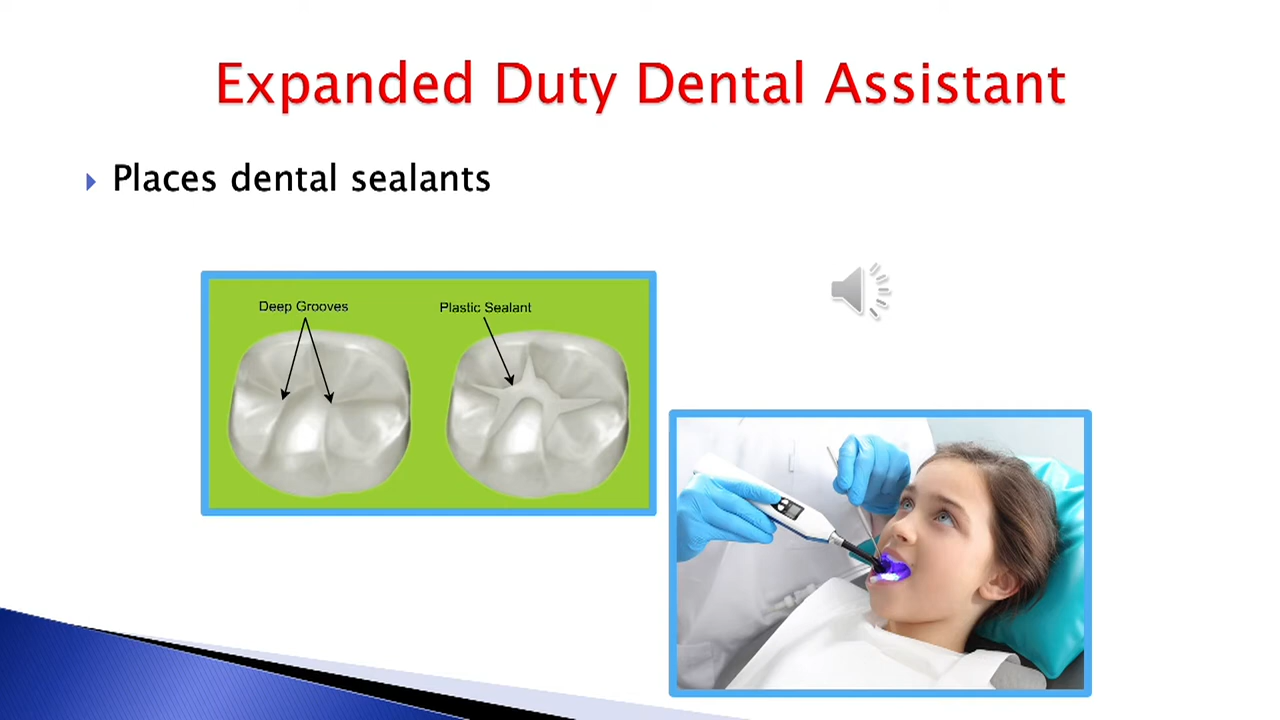 Expanded Duty Dental Assistant
Places dental sealants
Deep Grooves
Plastic Sealant